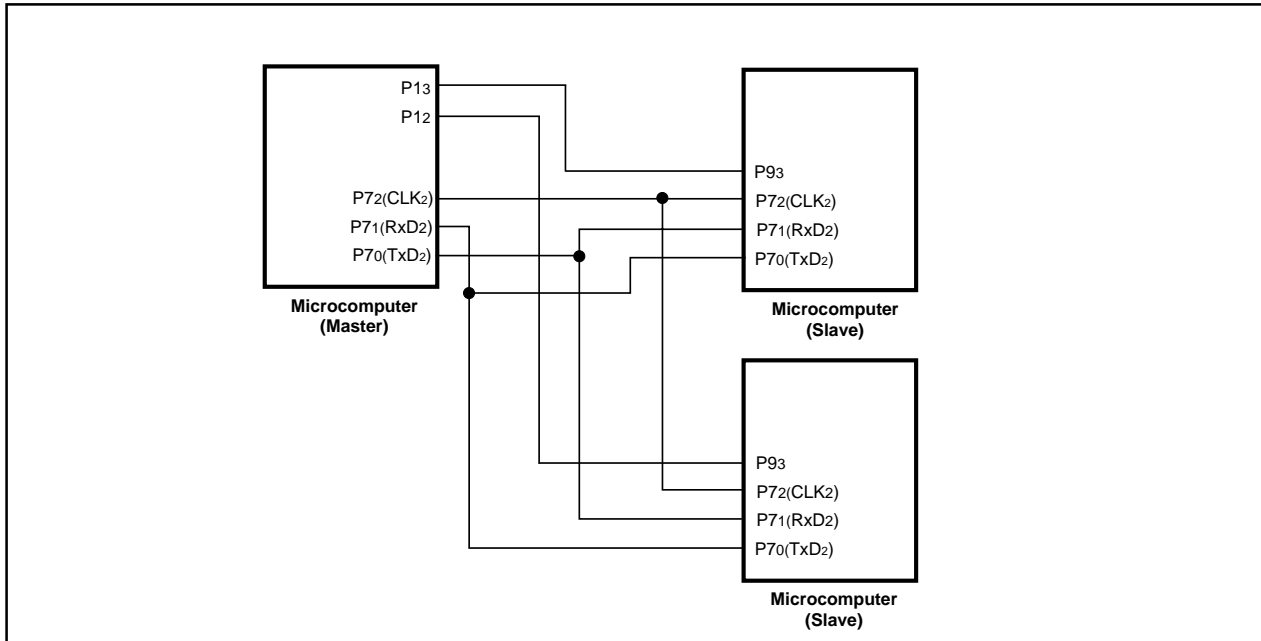 P13
P12
P72(CLK2)
P71(RxD2)
P70(TxD2)
Microcomputer
(Master)
P93
P72(CLK2)
P71(RxD2)
P70(TxD2)
Microcomputer
(Slave)
P93
P72(CLK2)
P71(RxD2)
P70(TxD2)
Microcomputer
(Slave)